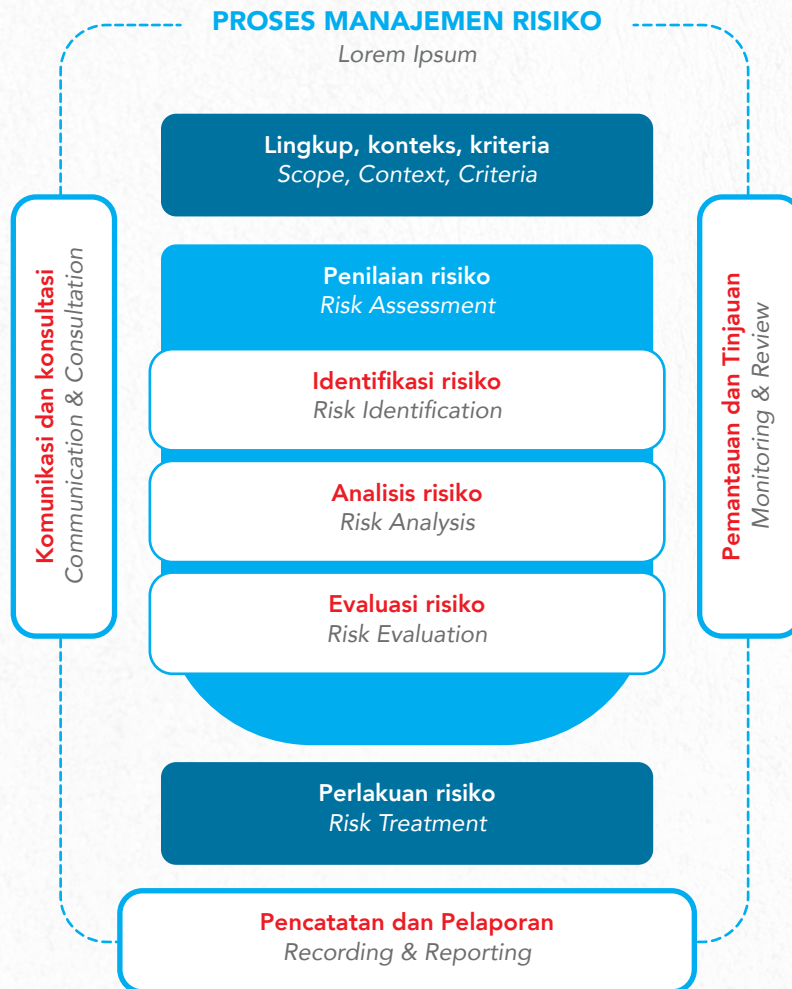 PROSES MANAJEMEN RISIKO
Lorem Ipsum
Lingkup, konteks, kriteria
Scope, Context, Criteria
Komunikasi dan konsultasi
Communication & Consultation
Penilaian risiko
Risk Assessment
Identifikasi risiko
Risk Identification
Analisis risiko
Risk Analysis
Evaluasi risiko
Risk Evaluation
Pemantauan dan Tinjauan
Monitoring & Review
Perlakuan risiko
Risk Treatment
Pencatatan dan Pelaporan
Recording & Reporting